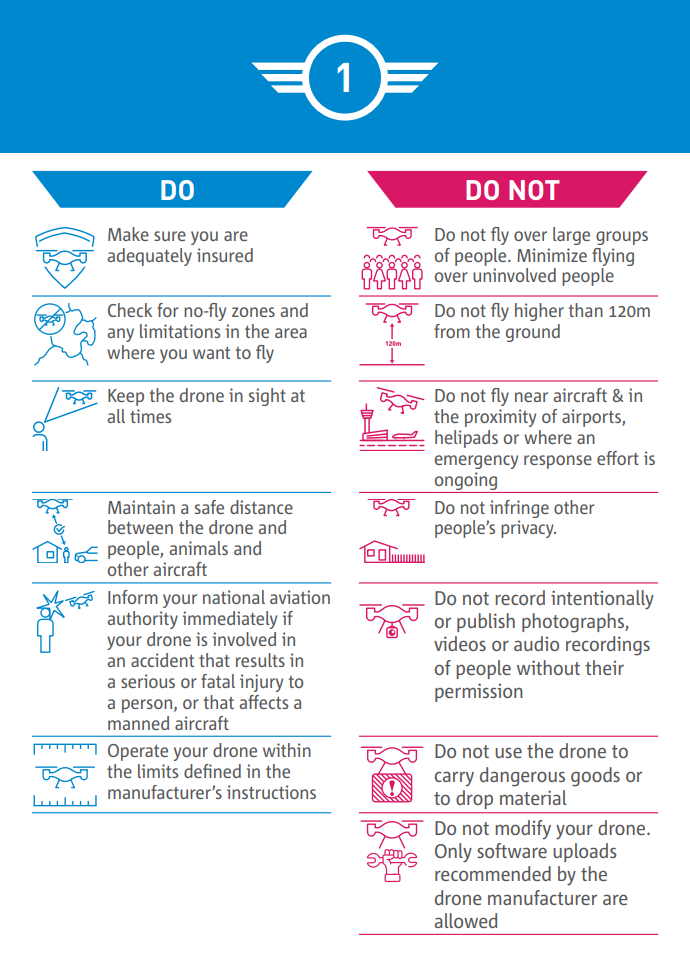 1
DO
Make sure you are
adequately insured
Check for no-fly zones and
any limitations in the area
where you want to fly
Keep the drone in sight at
all times
Maintain a safe distance
between the drone and
people, animals and
other aircraft
Inform your national aviation
authority immediately if
your drone is involved in
an accident that results in
a serious or fatal injury to
a person, or that affects a
manned aircraft
Operate your drone within
the limits defined in the
manufacturer's instructions
DO NOT
Do not fly over large groups
of people. Minimize flying
over uninvolved people
Do not fly higher than 120m
from the ground
120m
Do not fly near aircraft & in
the proximity of airports,
helipads or where an
emergency response effort is
ongoing
Do not infringe other
people's privacy.
Do not record intentionally
or publish photographs,
videos or audio recordings
of people without their
permission
Do not use the drone to
carry dangerous goods or
to drop material
!
Do not modify your drone.
Only software uploads
recommended by the
drone manufacturer are
allowed